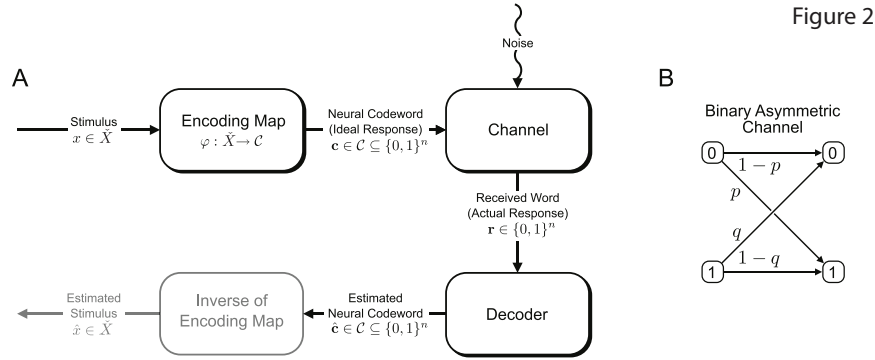 Figure 2
Noise
A
Stimulus
x ∈ X̌
Encoding Map
φ : X̌ → 𝒞
Neural Codeword
(Ideal Response)
c ∈ 𝒞 ⊆ {0, 1}ⁿ
Channel
Received Word
(Actual Response)
r ∈ {0, 1}ⁿ
Estimated
Stimulus
x̂ ∈ X̌
Inverse of
Encoding Map
Estimated
Neural Codeword
ĉ ∈ 𝒞 ⊆ {0, 1}ⁿ
Decoder
B
Binary Asymmetric
Channel
0 0
1 − p
p
q
1 − q
1 1